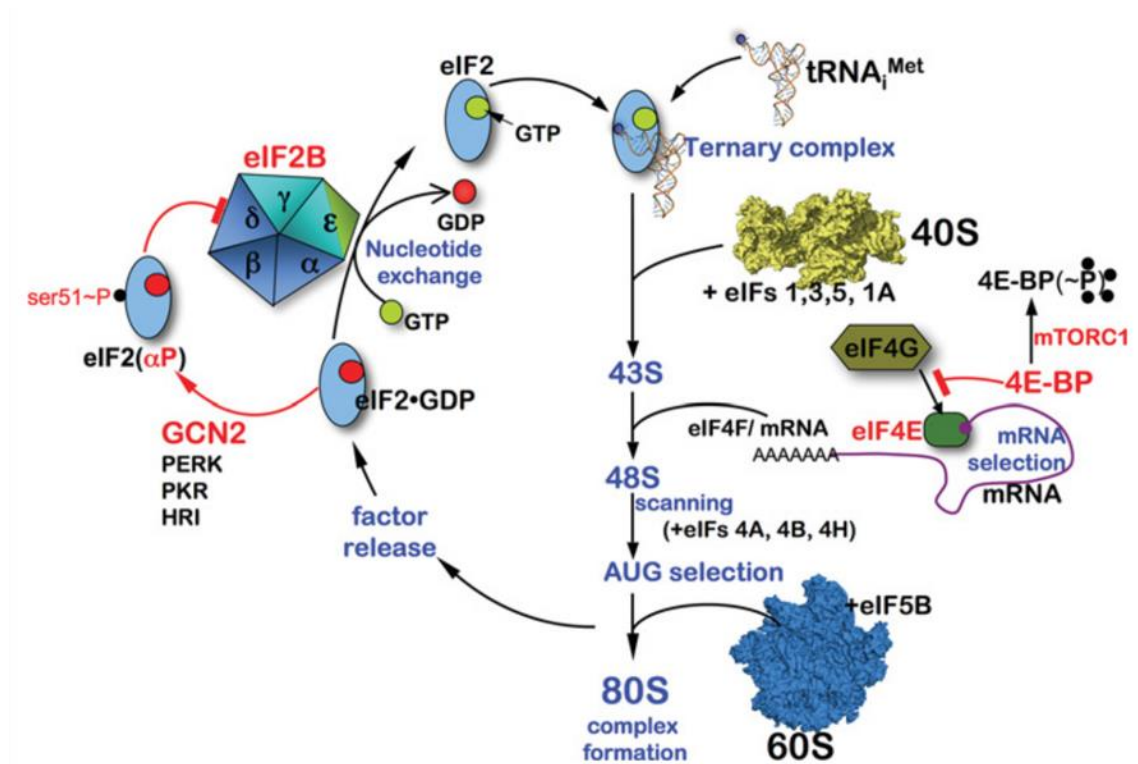 eIF2
GTP
tRNAiMet
Ternary complex
eIF2B
γ
δ
ε
β
α
GDP
Nucleotide
exchange
GTP
ser51~P
eIF2(αP)
eIF2•GDP
GCN2
PERK
PKR
HRI
factor
release
40S
+ eIFs 1,3,5, 1A
43S
4E-BP(~P)
mTORC1
eIF4G
4E-BP
eIF4E
eIF4F/ mRNA
AAAAAAA
mRNA
selection
mRNA
48S
scanning
(+eIFs 4A, 4B, 4H)
AUG selection
+eIF5B
80S
complex
formation
60S